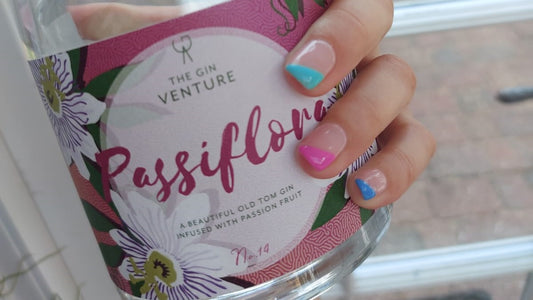 THE GIN
VENTURE
Passiflora
A BEAUTIFUL OLD TOM GIN
INFUSED WITH PASSION FRUIT
No. 14